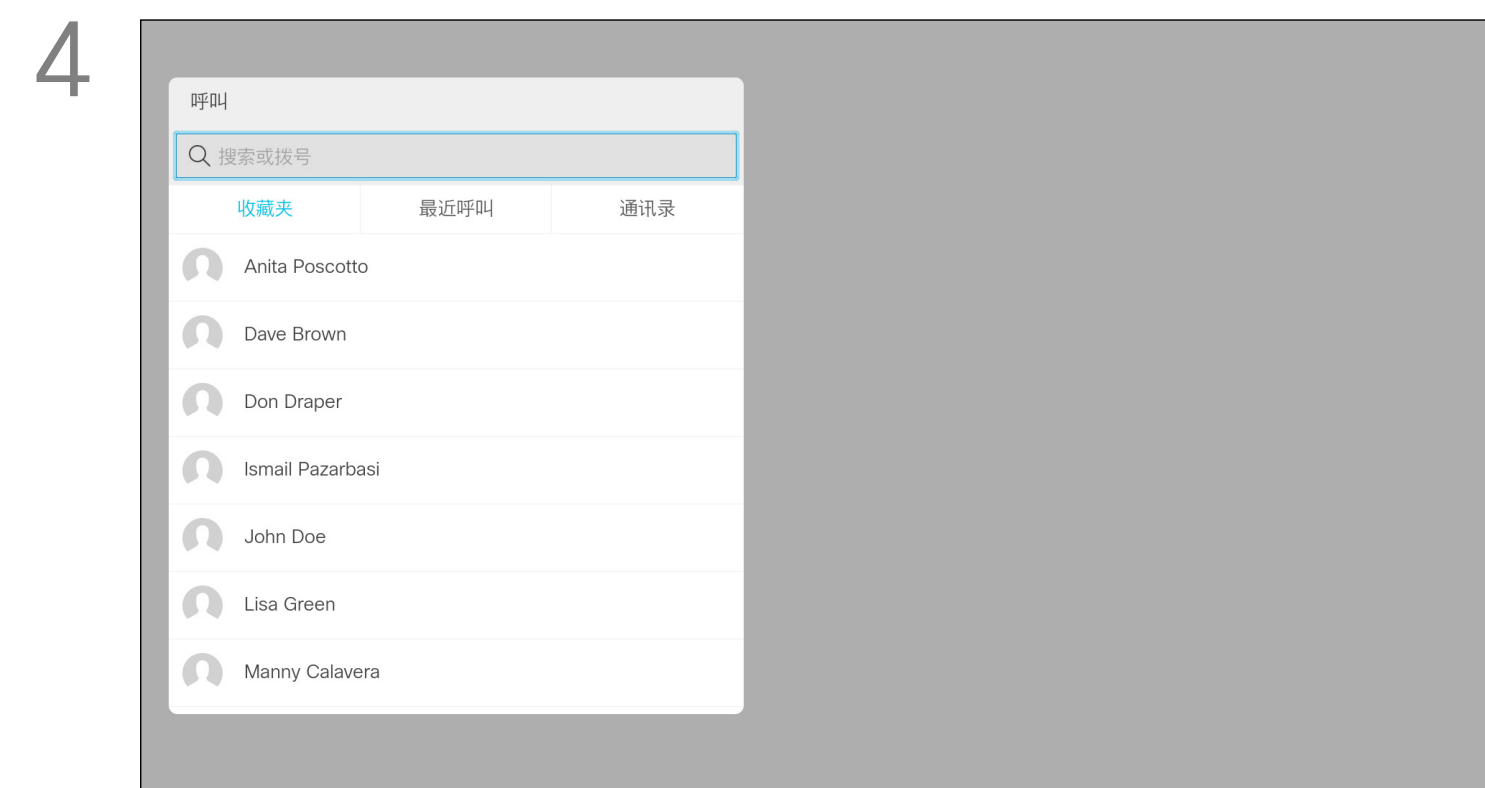 4
呼叫
搜索或拨号
收藏夹 最近呼叫 通讯录
Anita Poscotto
Dave Brown
Don Draper
Ismail Pazarbasi
John Doe
Lisa Green
Manny Calavera